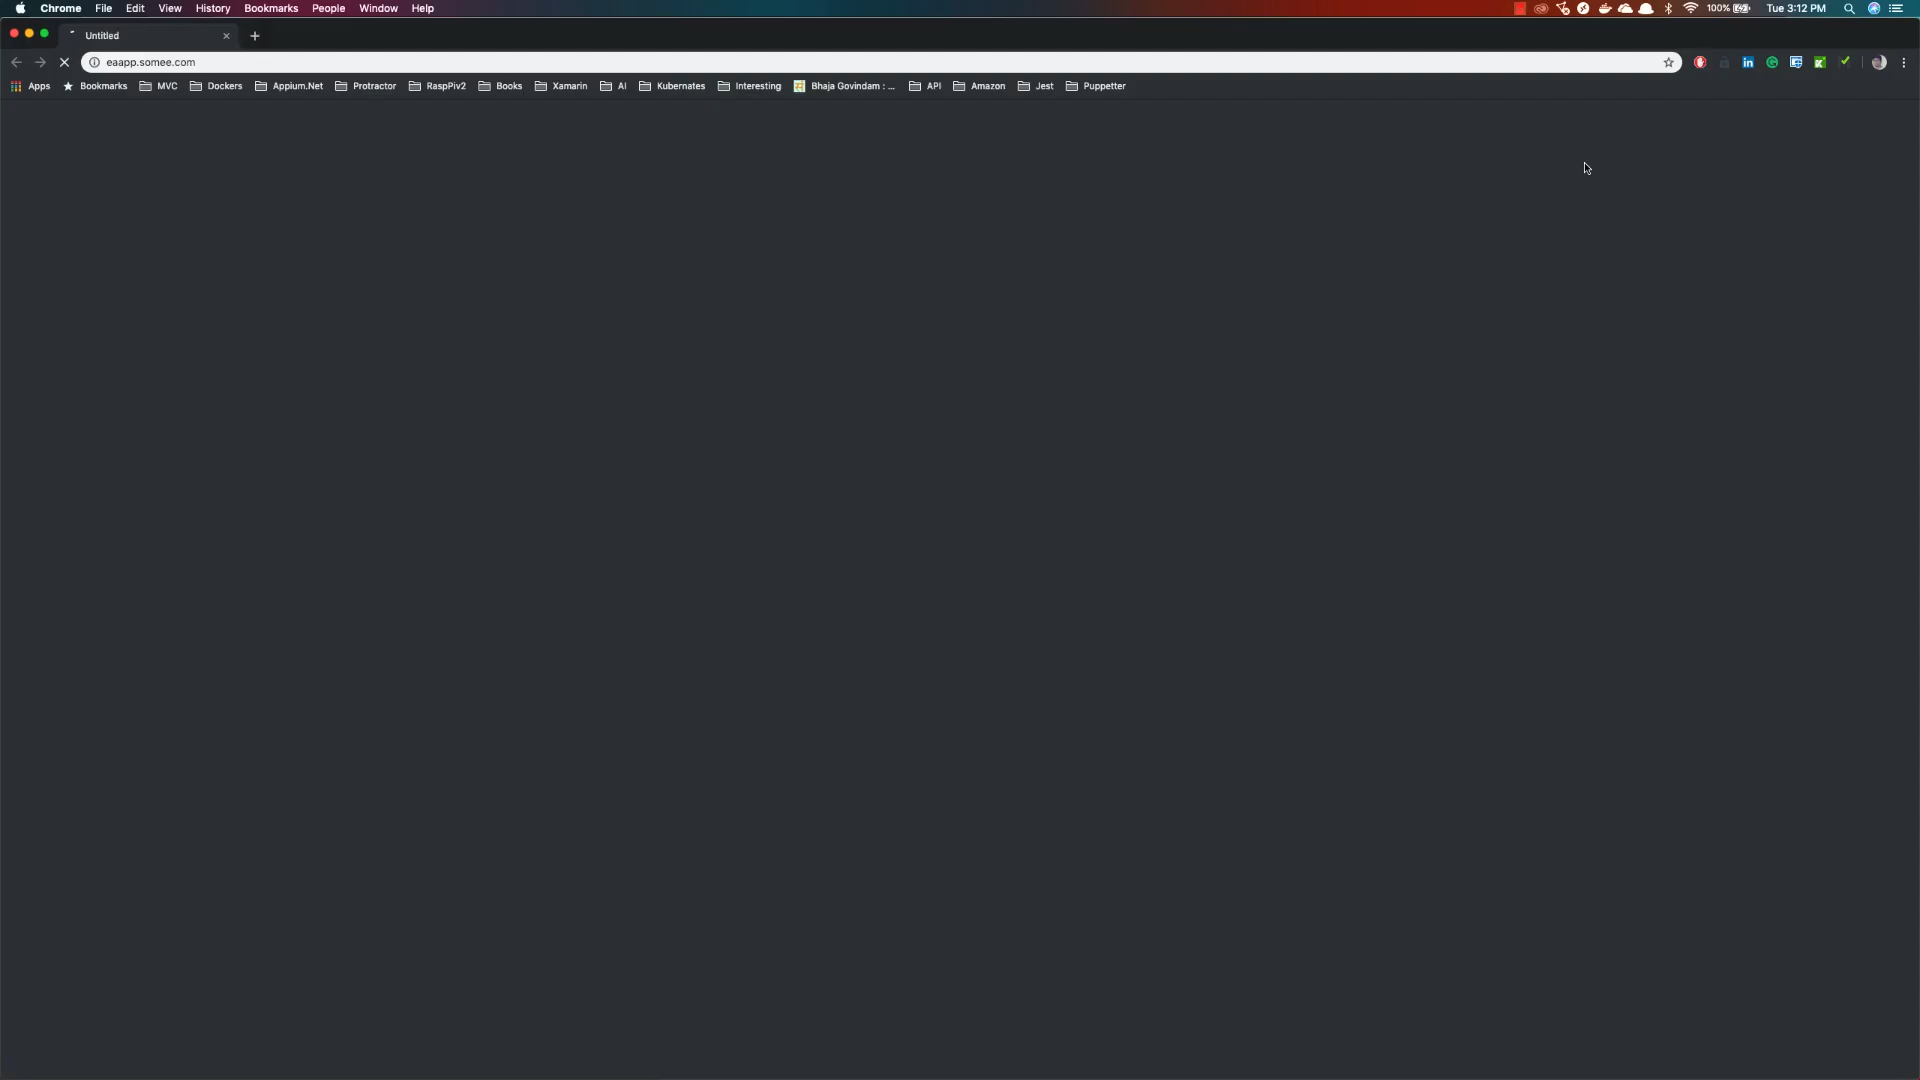 Chrome File Edit View History Bookmarks People Window Help 100% Tue 3:12 PM
Untitled
eaapp.somee.com
Apps Bookmarks MVC Dockers Appium.Net Protractor RaspPiv2 Books Xamarin AI Kubernates Interesting Bhaja Govindam : ... API Amazon Jest Puppetter